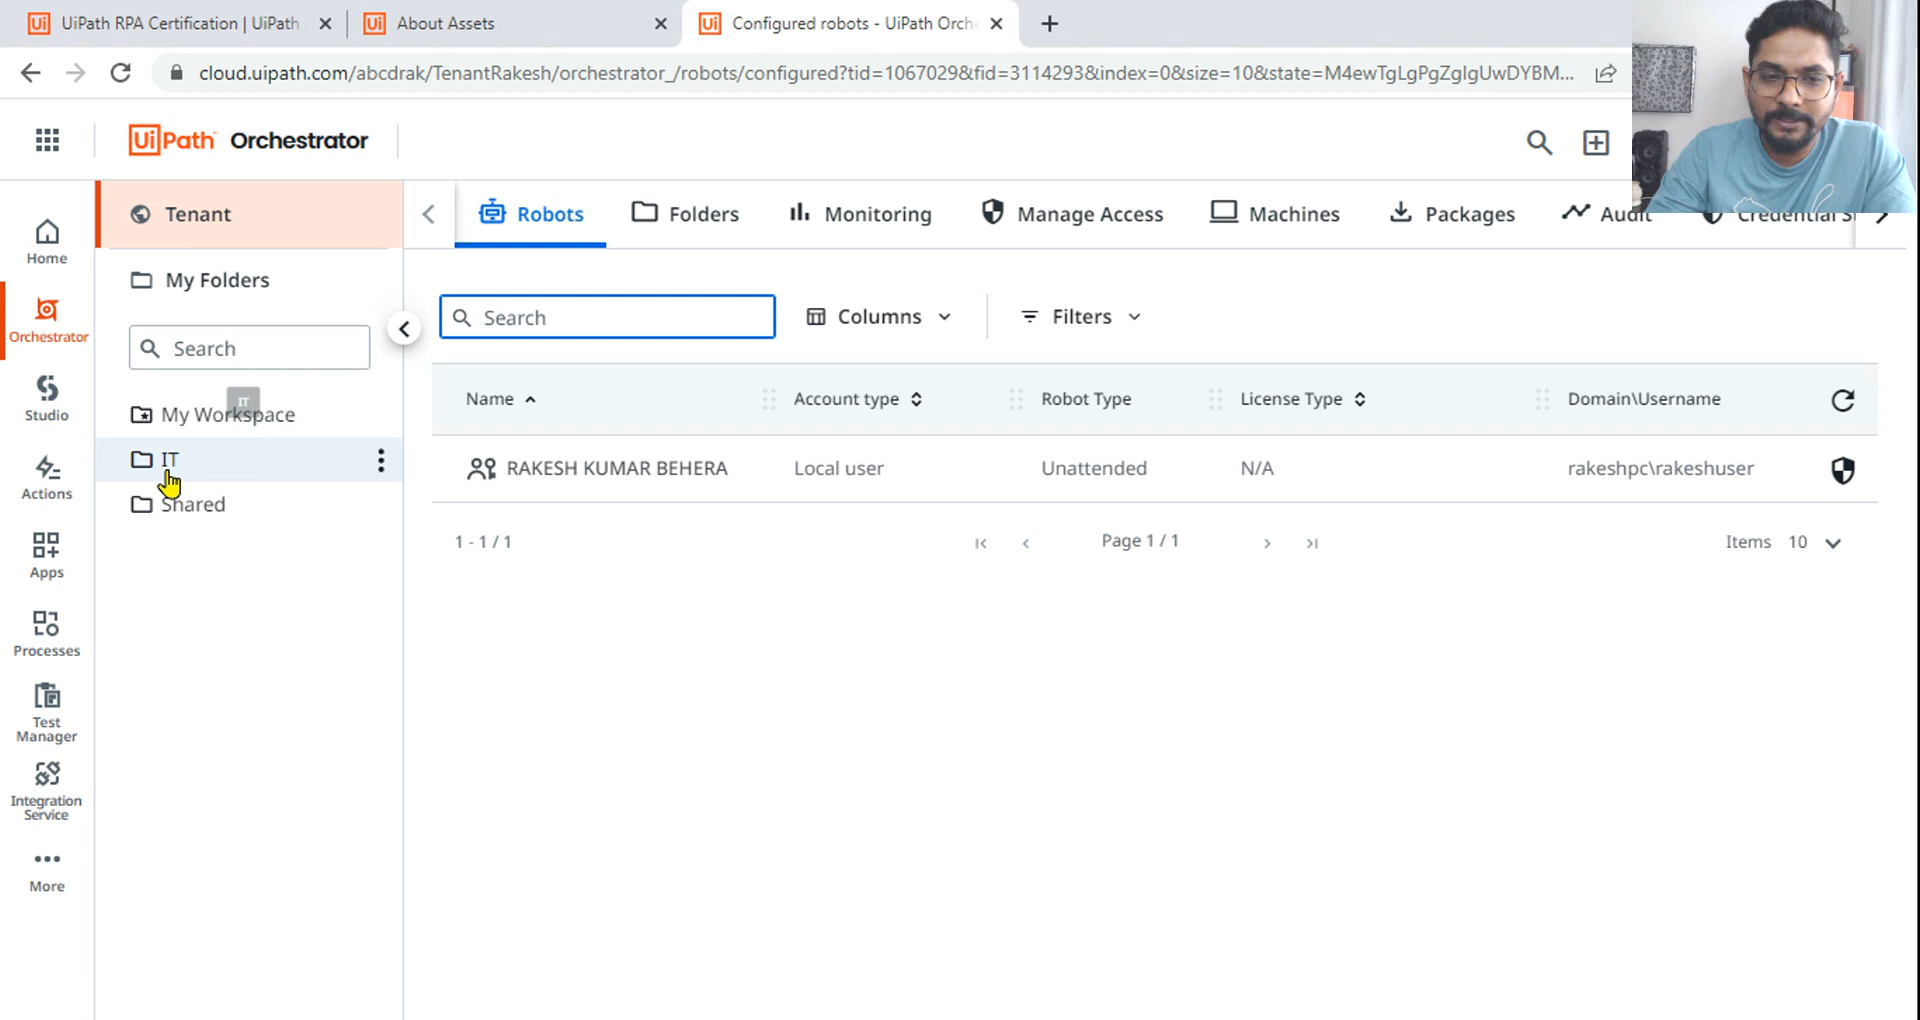 UiPath RPA Certification | UiPath
About Assets
Configured robots - UiPath Orch
cloud.uipath.com/abcdrak/TenantRakesh/orchestrator_/robots/configured?tid=1067029&fid=3114293&index=0&size=10&state=M4ewTgLgPgZglgUwDYBM...
UiPath Orchestrator
Tenant
Robots
Folders
Monitoring
Manage Access
Machines
Packages
Audit
Credential S
Home
Orchestrator
Studio
Actions
Apps
Processes
Test
Manager
Integration
Service
More
My Folders
Search
IT
My Workspace
IT
Shared
Search
Columns
Filters
Name
Account type
Robot Type
License Type
Domain\Username
RAKESH KUMAR BEHERA
Local user
Unattended
N/A
rakeshpc\rakeshuser
1 - 1 / 1
Page 1 / 1
Items 10